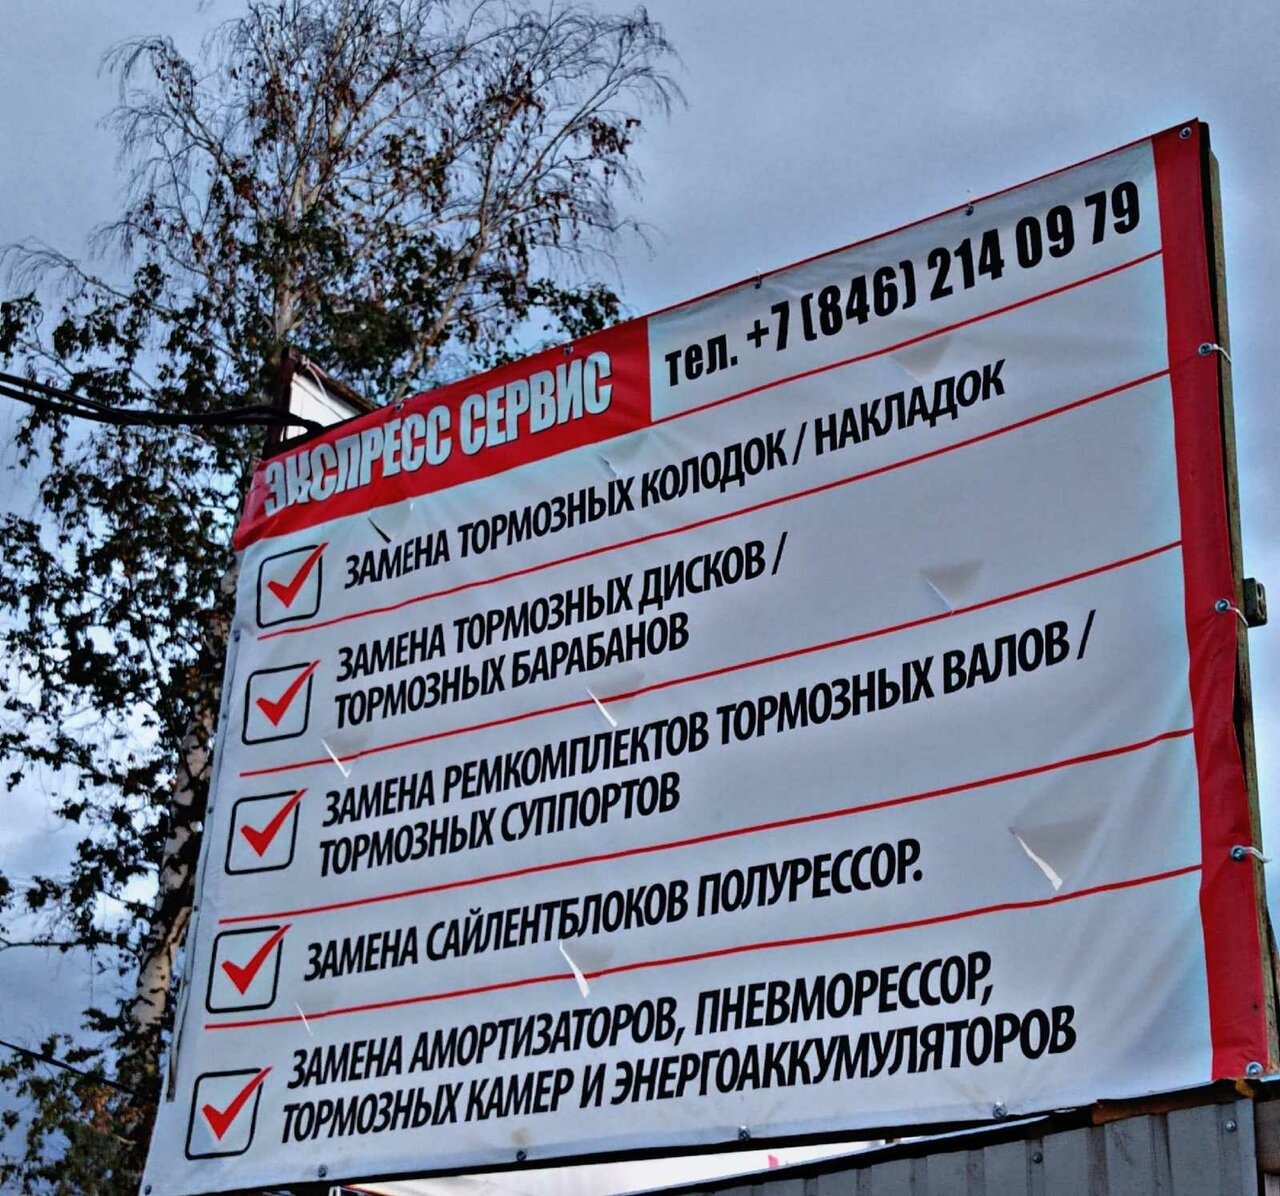 ЭКСПРЕСС СЕРВИС
тел. +7 (846) 214 09 79
ЗАМЕНА ТОРМОЗНЫХ КОЛОДОК / НАКЛАДОК
ЗАМЕНА ТОРМОЗНЫХ ДИСКОВ /
ТОРМОЗНЫХ БАРАБАНОВ
ЗАМЕНА РЕМКОМПЛЕКТОВ ТОРМОЗНЫХ ВАЛОВ /
ТОРМОЗНЫХ СУППОРТОВ
ЗАМЕНА САЙЛЕНТБЛОКОВ ПОЛУРЕССОР.
ЗАМЕНА АМОРТИЗАТОРОВ, ПНЕВМОРЕССОР,
ТОРМОЗНЫХ КАМЕР И ЭНЕРГОАККУМУЛЯТОРОВ